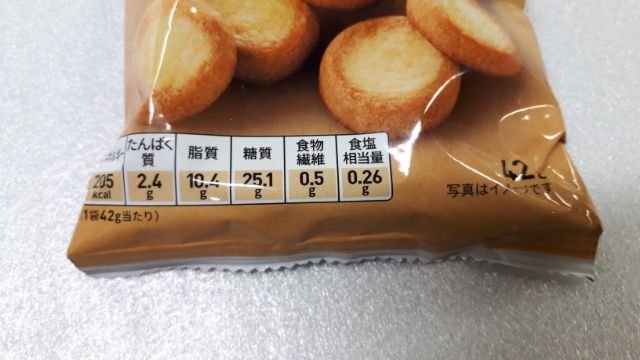 たんぱく 脂質 糖質 食物 食塩
質 繊維 相当量
205 2.4 10.4 25.1 0.5 0.26
kcal g g g g g
1袋42g当たり)
42g
写真はイメージです